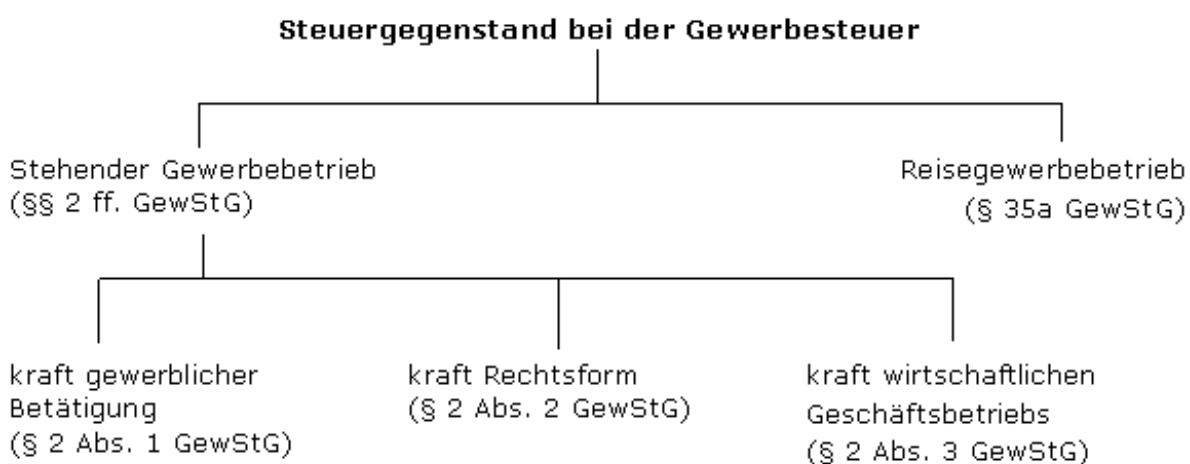 Steuergegenstand bei der Gewerbesteuer
Stehender Gewerbebetrieb
(§§ 2 ff. GewStG)
Reisegewerbebetrieb
(§ 35a GewStG)
kraft gewerblicher
Betätigung
(§ 2 Abs. 1 GewStG)
kraft Rechtsform
(§ 2 Abs. 2 GewStG)
kraft wirtschaftlichen
Geschäftsbetriebs
(§ 2 Abs. 3 GewStG)